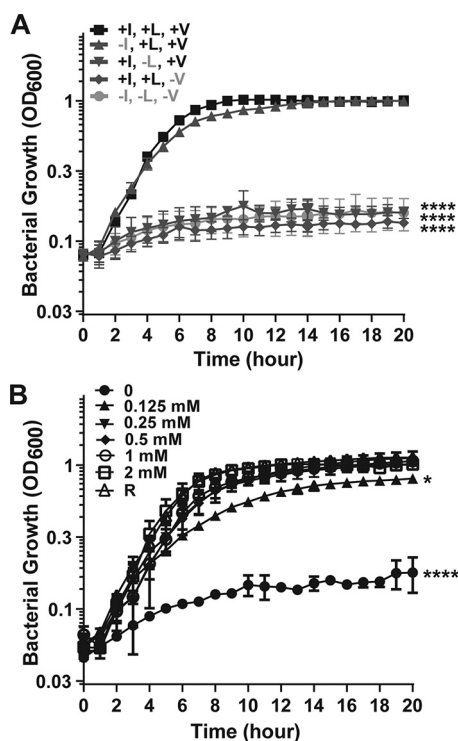 A
+I, +L, +V
-I, +L, +V
+I, -L, +V
+I, +L, -V
-I, -L, -V
Bacterial Growth (OD600)
1
0.3
0.1
0.03
****
****
****
0 2 4 6 8 10 12 14 16 18 20
Time (hour)
B
0
0.125 mM
0.25 mM
0.5 mM
1 mM
2 mM
R
Bacterial Growth (OD600)
1
0.3
0.1
0.03
*
****
0 2 4 6 8 10 12 14 16 18 20
Time (hour)